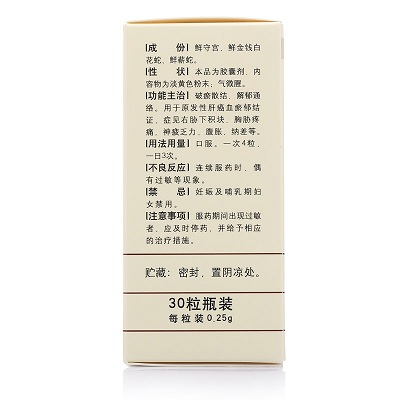 成　份 鲜守宫、鲜金钱白
花蛇、鲜蕲蛇。
性　状 本品为胶囊剂，内
容物为淡黄色粉末；气微腥。
功能主治 破瘀散结、解郁通
络。用于原发性肝癌血瘀郁结
证，症见右胁下积块、胸胁疼
痛，神疲乏力、腹胀、纳差等。
用法用量 口服。一次4粒，
一日3次。
不良反应 连续服药时，偶
有过敏等现象。
禁　忌 妊娠及哺乳期妇
女禁用。
注意事项 服药期间出现过敏
者，应及时停药，并给予相应
的治疗措施。
贮藏：密封，置阴凉处。
30粒瓶装
每粒装0.25g